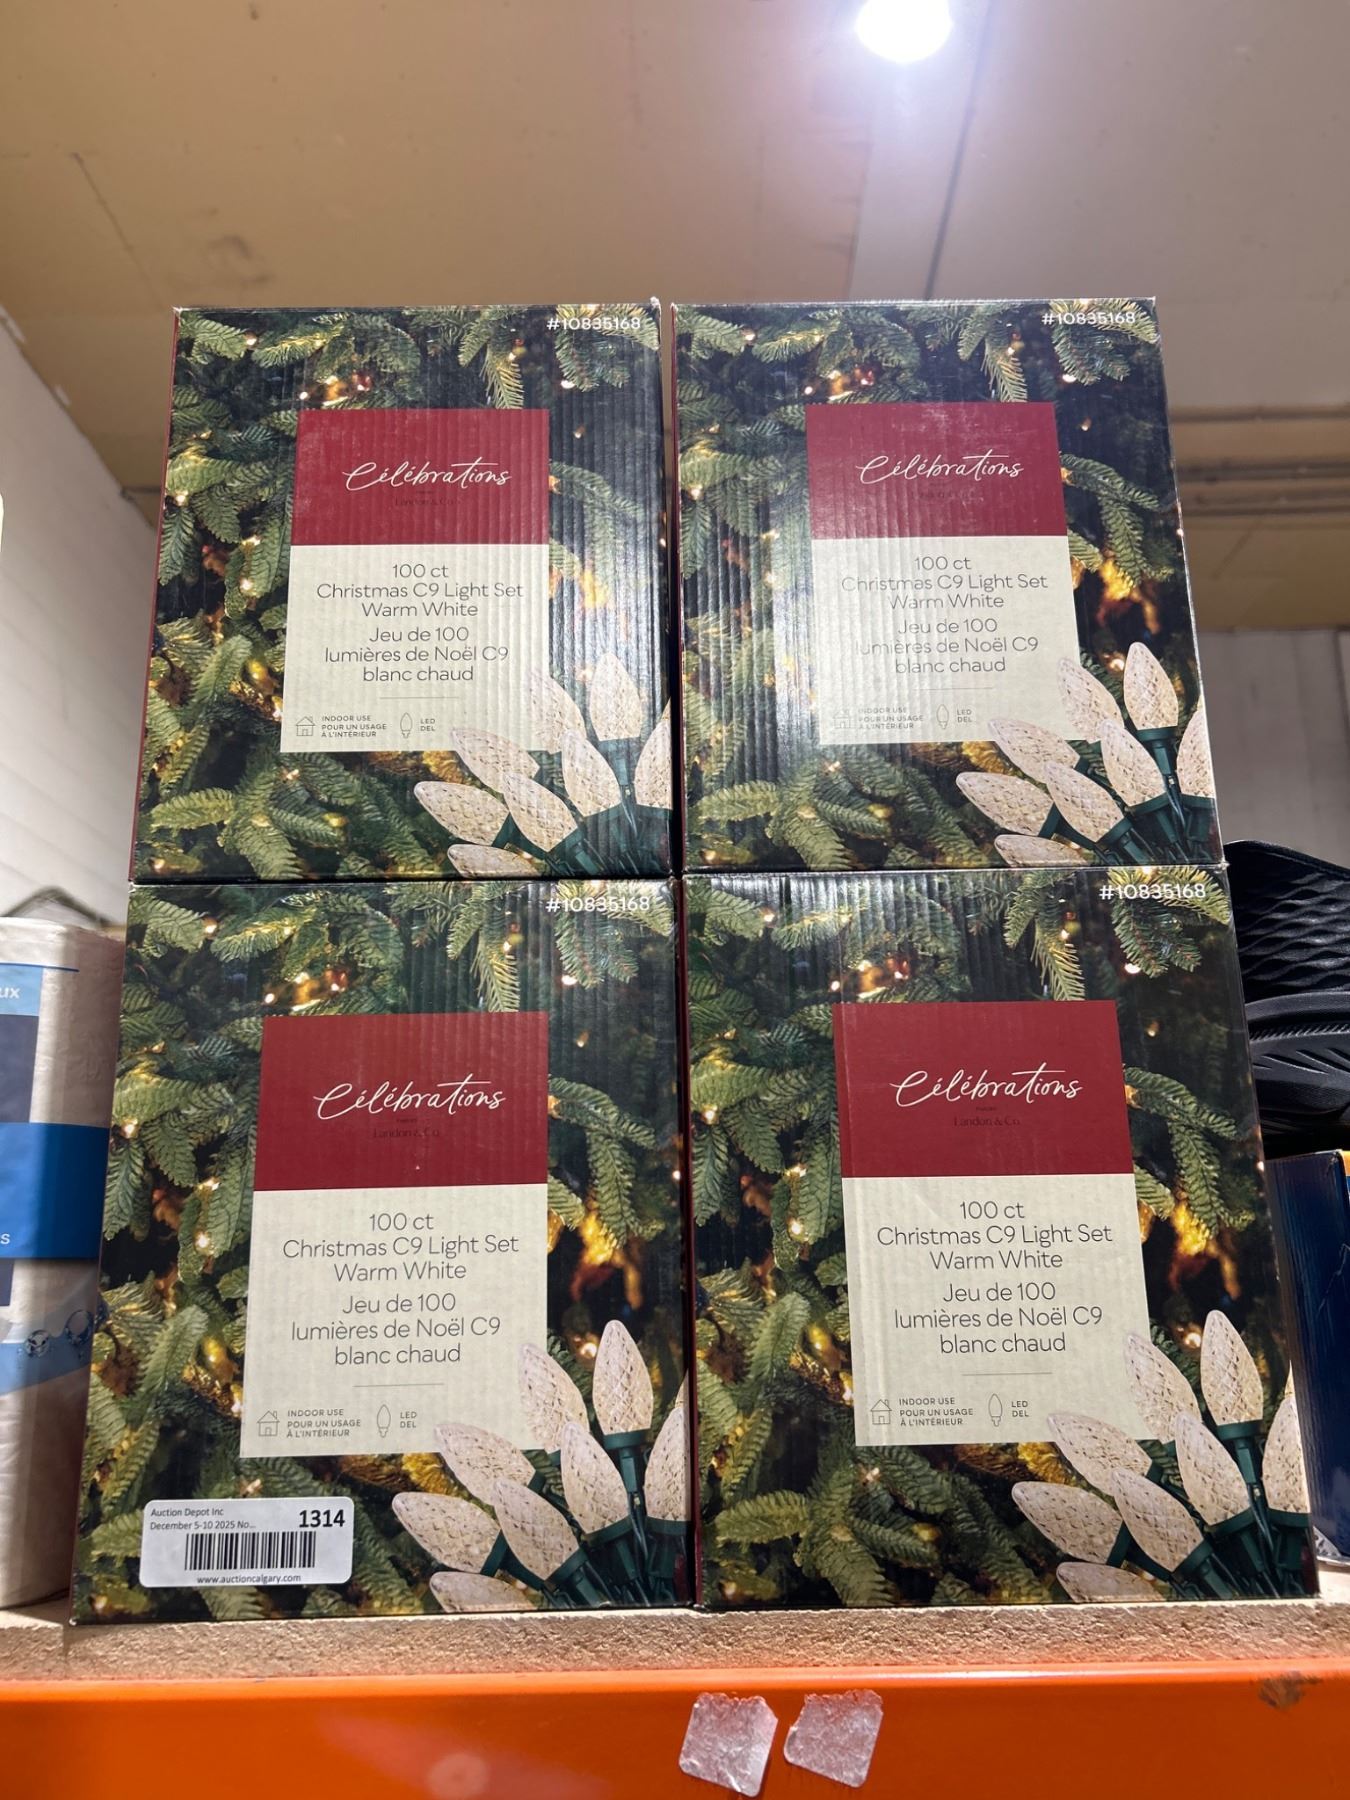 #10835168
Célébrations
Landon & Co.
100 ct
Christmas C9 Light Set
Warm White
Jeu de 100
lumières de Noël C9
blanc chaud
INDOOR USE
POUR UN USAGE
À L'INTÉRIEUR
LED
DEL
#10835168
Célébrations
100 ct
Christmas C9 Light Set
Warm White
Jeu de 100
lumières de Noël C9
blanc chaud
INDOOR USE
POUR UN USAGE
À L'INTÉRIEUR
LED
DEL
#10835168
Célébrations
Landon & Co.
100 ct
Christmas C9 Light Set
Warm White
Jeu de 100
lumières de Noël C9
blanc chaud
INDOOR USE
POUR UN USAGE
À L'INTÉRIEUR
LED
DEL
Auction Depot Inc
December 5-10 2025 No...
1314
www.auctioncalgary.com
#10835168
Célébrations
Landon & Co.
100 ct
Christmas C9 Light Set
Warm White
Jeu de 100
lumières de Noël C9
blanc chaud
INDOOR USE
POUR UN USAGE
À L'INTÉRIEUR
LED
DEL